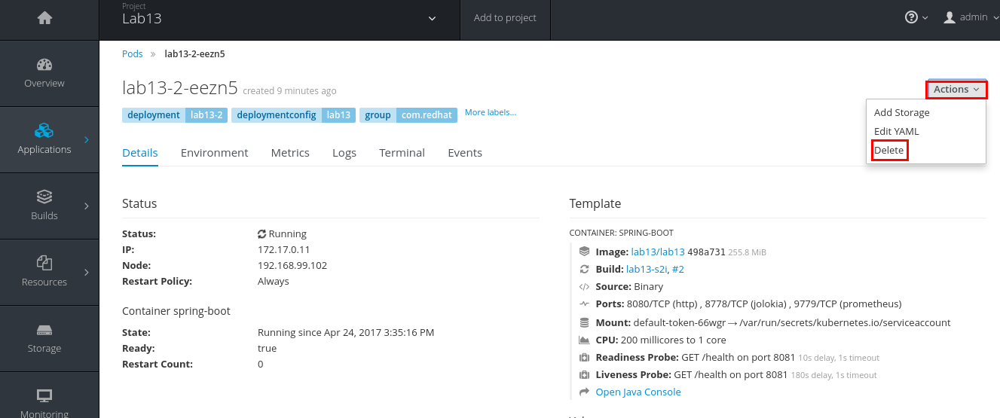 Project
Lab13
Add to project
admin
Overview
Applications
Builds
Resources
Storage
Monitoring
Pods » lab13-2-eezn5
lab13-2-eezn5 created 9 minutes ago
deployment lab13-2 deploymentconfig lab13 group com.redhat More labels...
Actions
Add Storage
Edit YAML
Delete
Details Environment Metrics Logs Terminal Events
Status
Status: Running
IP: 172.17.0.11
Node: 192.168.99.102
Restart Policy: Always
Container spring-boot
State: Running since Apr 24, 2017 3:35:16 PM
Ready: true
Restart Count: 0
Template
CONTAINER: SPRING-BOOT
Image: lab13/lab13 498a731 255.8 MiB
Build: lab13-s2i, #2
Source: Binary
Ports: 8080/TCP (http) , 8778/TCP (jolokia) , 9779/TCP (prometheus)
Mount: default-token-66wgr → /var/run/secrets/kubernetes.io/serviceaccount
CPU: 200 millicores to 1 core
Readiness Probe: GET /health on port 8081 10s delay, 1s timeout
Liveness Probe: GET /health on port 8081 180s delay, 1s timeout
Open Java Console